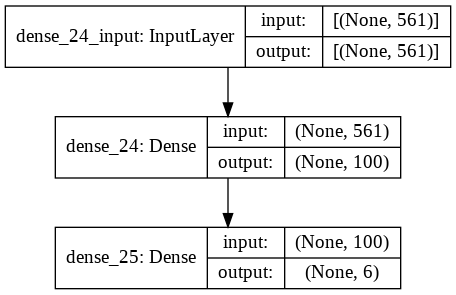 dense_24_input: InputLayer
input:
[(None, 561)]
output:
[(None, 561)]
dense_24: Dense
input:
(None, 561)
output:
(None, 100)
dense_25: Dense
input:
(None, 100)
output:
(None, 6)